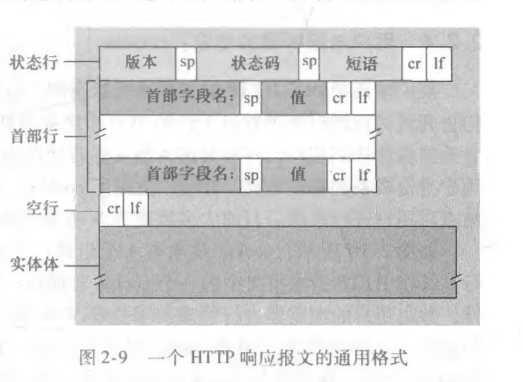 状态行 版本 sp 状态码 sp 短语 cr lf
首部字段名: sp 值 cr lf
首部行
首部字段名: sp 值 cr lf
空行 cr lf
实体体
图2-9 一个 HTTP 响应报文的通用格式